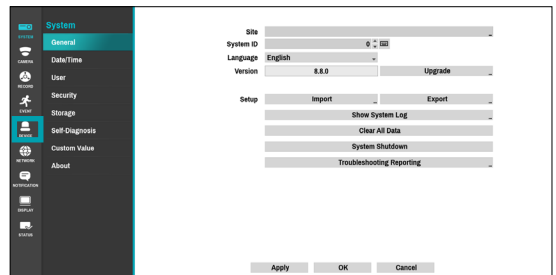 SYSTEM
CAMERA
RECORD
EVENT
DEVICE
NETWORK
NOTIFICATION
DISPLAY
STATUS
System
General
Date/Time
User
Security
Storage
Self-Diagnosis
Custom Value
About
Site
System ID 0
Language English
Version 8.8.0 Upgrade
Setup Import Export
Show System Log
Clear All Data
System Shutdown
Troubleshooting Reporting
Apply OK Cancel